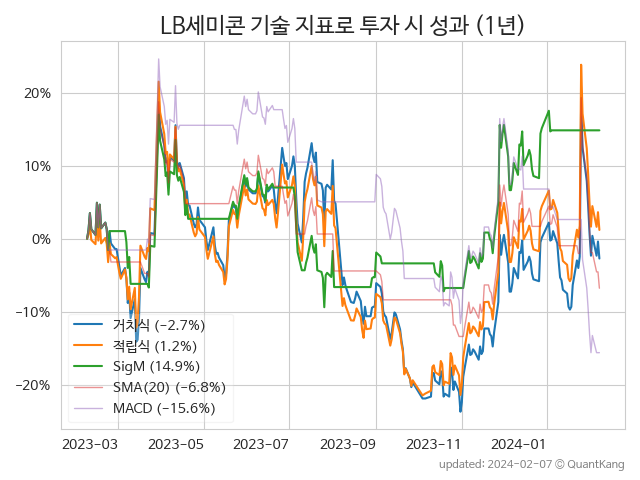 LB세미콘 기술 지표로 투자 시 성과 (1년)
20%
10%
0%
−10%
−20%
거치식 (−2.7%)
적립식 (1.2%)
SigM (14.9%)
SMA(20) (−6.8%)
MACD (−15.6%)
2023-03 2023-05 2023-07 2023-09 2023-11 2024-01
updated: 2024-02-07 © QuantKang